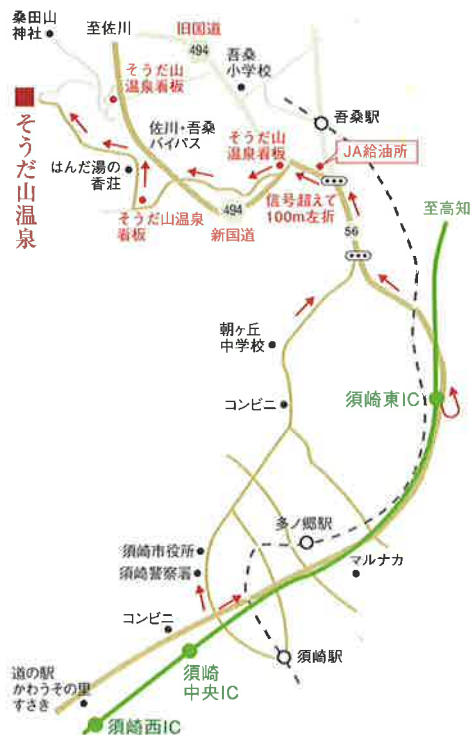 桑田山
神社
至佐川
旧国道
494
吾桑
小学校
そうだ山
温泉看板
吾桑駅
佐川・吾桑
バイパス
そうだ山
温泉看板
JA給油所
そうだ山温泉
はんだ湯の
香荘
信号超えて
100m左折
そうだ山温泉
看板
494
新国道
56
至高知
朝ヶ丘
中学校
コンビニ
須崎東IC
多ノ郷駅
須崎市役所
須崎警察署
マルナカ
コンビニ
須崎駅
道の駅
かわうその里
すさき
須崎
中央IC
須崎西IC